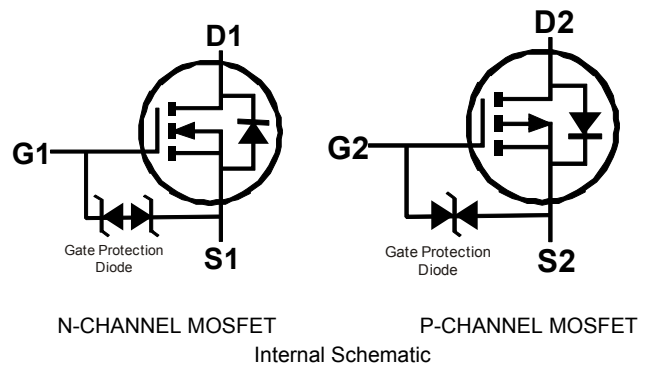 D1
D2
G1
G2
Gate Protection
Diode
S1
Gate Protection
Diode
S2
N-CHANNEL MOSFET
P-CHANNEL MOSFET
Internal Schematic